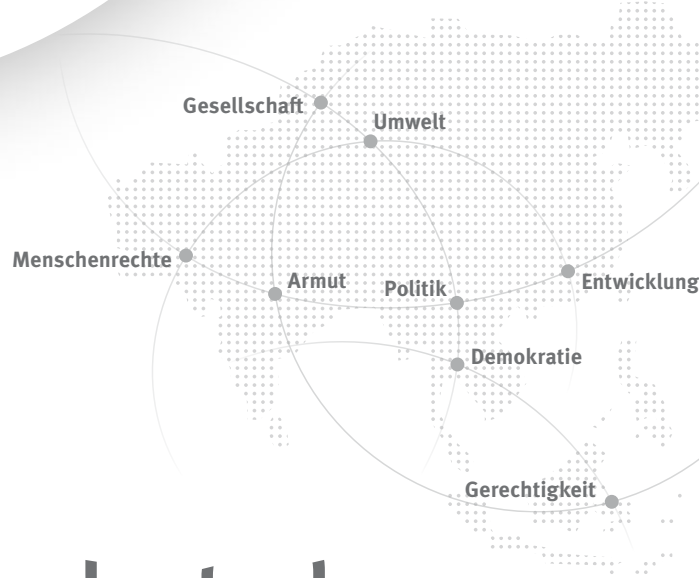 Gesellschaft
Umwelt
Menschenrechte
Armut
Politik
Entwicklung
Demokratie
Gerechtigkeit